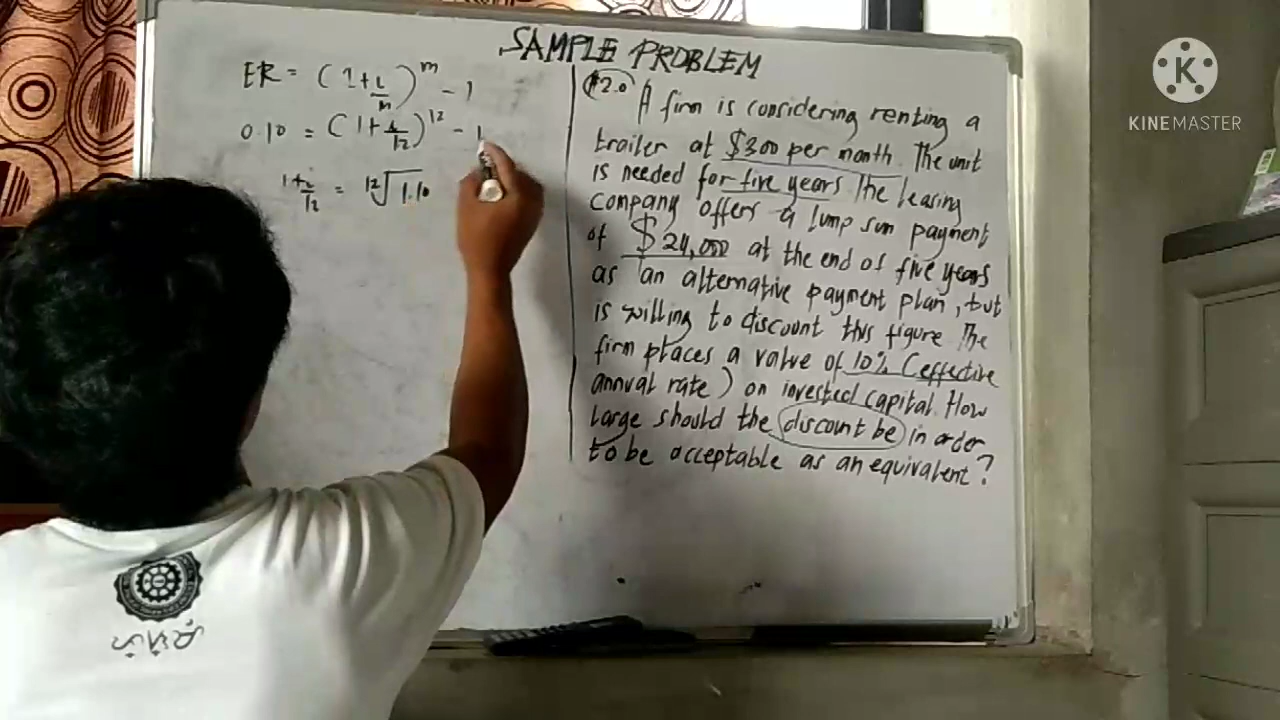 SAMPLE PROBLEM
ER = (1 + i/m)^m - 1
0.10 = (1 + i/12)^12 - 1
1 + i/12 = 12√1.10
#2.0
A firm is considering renting a
trailer at $300 per month. The unit
is needed for five years. The leasing
company offers a lump sum payment
of $24,000 at the end of five years
as an alternative payment plan, but
is willing to discount this figure. The
firm places a value of 10% (effective
annual rate) on invested capital. How
large should the discount be in order
to be acceptable as an equivalent?
KINEMASTER